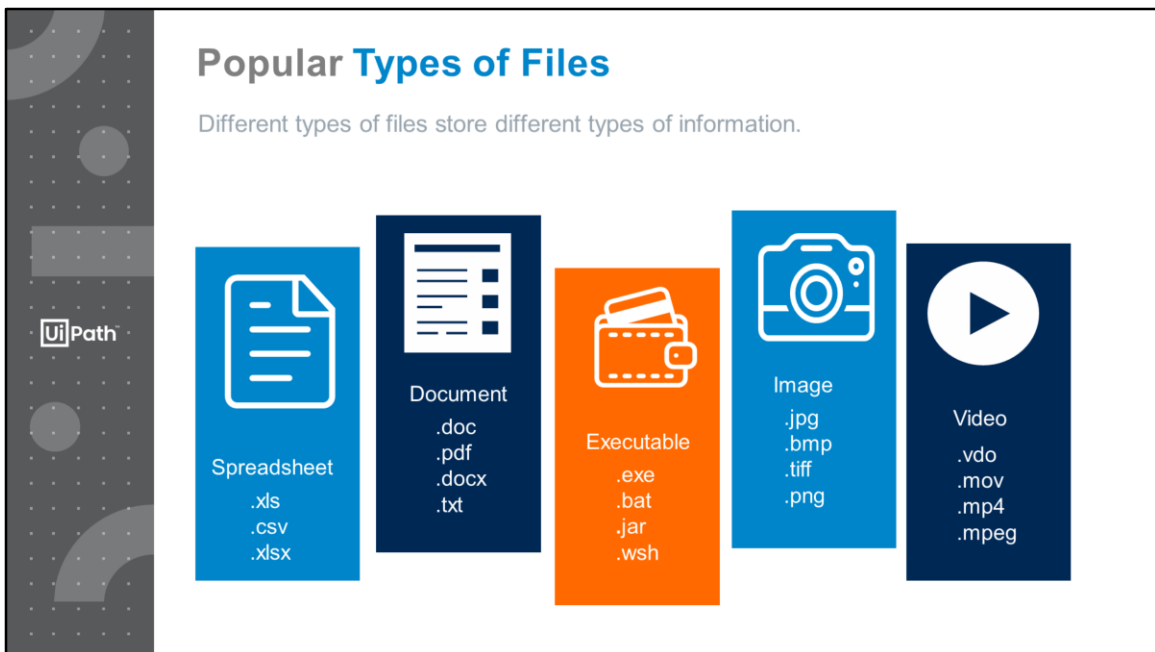 Popular Types of Files
Different types of files store different types of information.
UiPath
Spreadsheet
.xls
.csv
.xlsx
Document
.doc
.pdf
.docx
.txt
Executable
.exe
.bat
.jar
.wsh
Image
.jpg
.bmp
.tiff
.png
Video
.vdo
.mov
.mp4
.mpeg